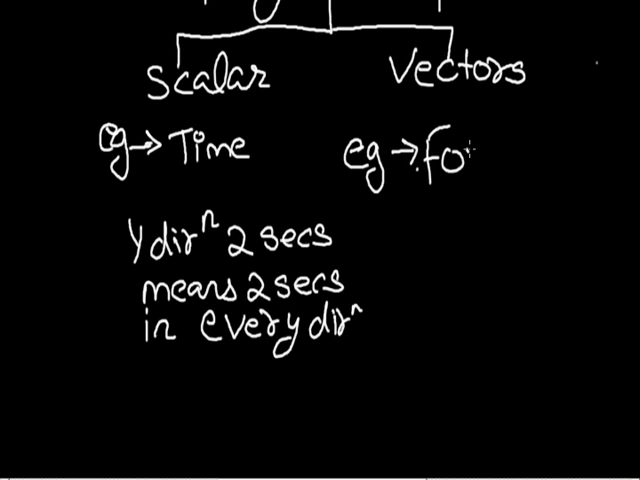 Scalar Vectors
eg→ Time eg→ Fo
Y dirⁿ 2 secs
means 2 secs
in every dirⁿ